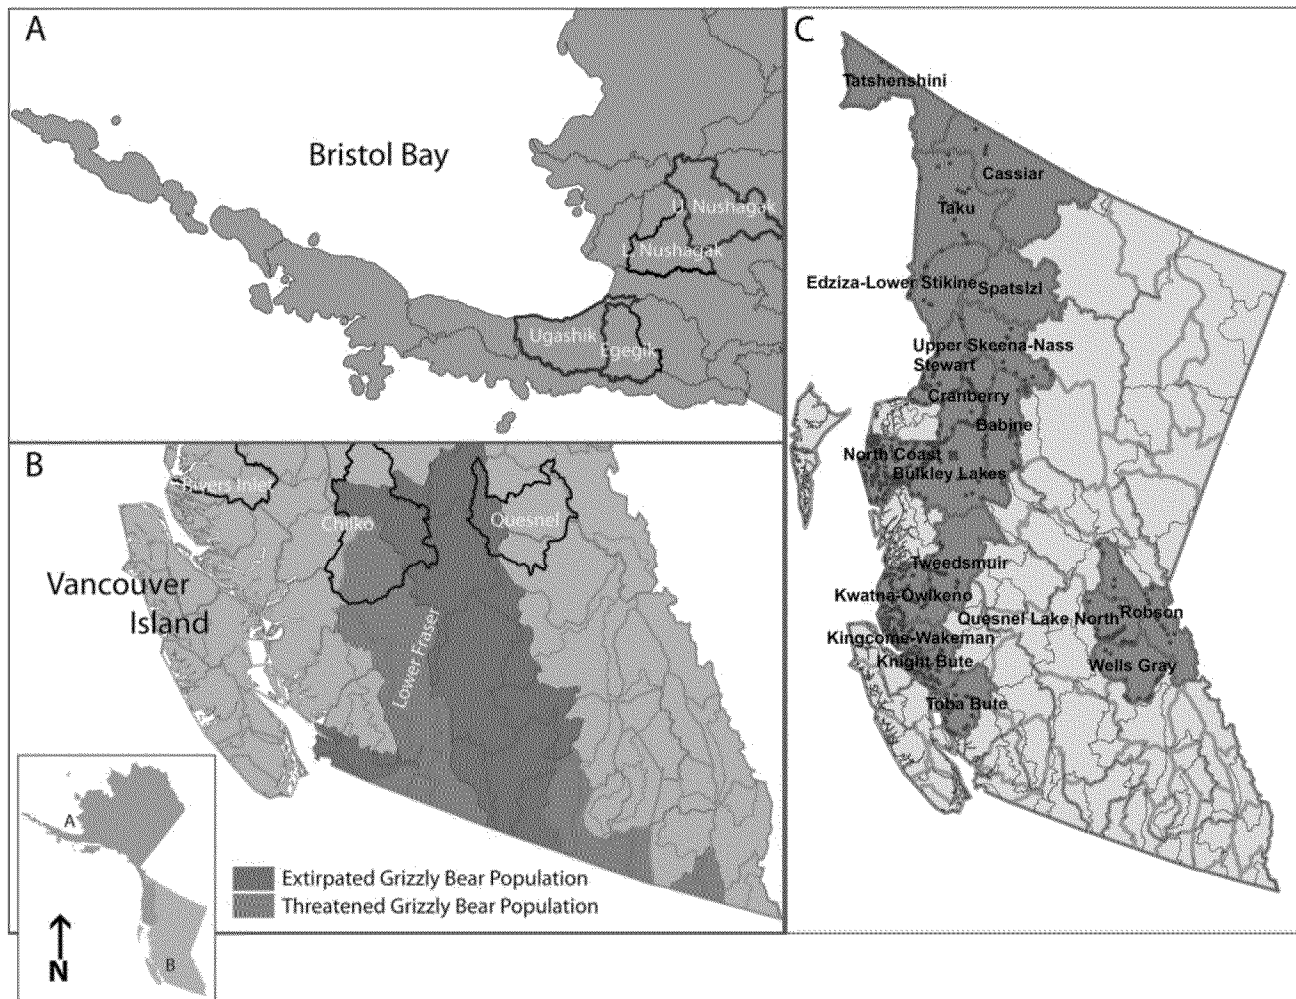 A
Bristol Bay
U. Nushagak
L. Nushagak
Ugashik
Egegik
B
Rivers Inlet
Chilko
Quesnel
Vancouver
Island
Lower Fraser
Extirpated Grizzly Bear Population
Threatened Grizzly Bear Population
A
B
N
C
Tatshenshini
Cassiar
Taku
Edziza-Lower Stikine
Spatsizi
Upper Skeena-Nass
Stewart
Cranberry
Babine
North Coast
Bulkley Lakes
Tweedsmuir
Kwatna-Owikeno
Quesnel Lake North
Robson
Kingcome-Wakeman
Knight Bute
Wells Gray
Toba Bute